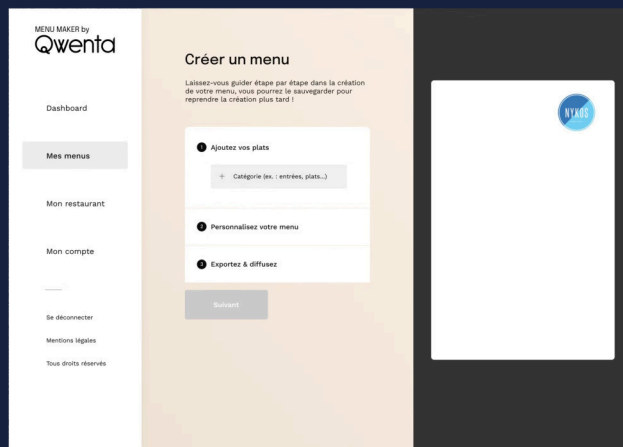 MENU MAKER by
Qwenta
Dashboard
Mes menus
Mon restaurant
Mon compte
Se déconnecter
Mentions légales
Tous droits réservés
Créer un menu
Laissez-vous guider étape par étape dans la création
de votre menu, vous pourrez le sauvegarder pour
reprendre la création plus tard !
1 Ajoutez vos plats
+ Catégorie (ex. : entrées, plats...)
2 Personnalisez votre menu
3 Exportez & diffusez
Suivant
NYKOS